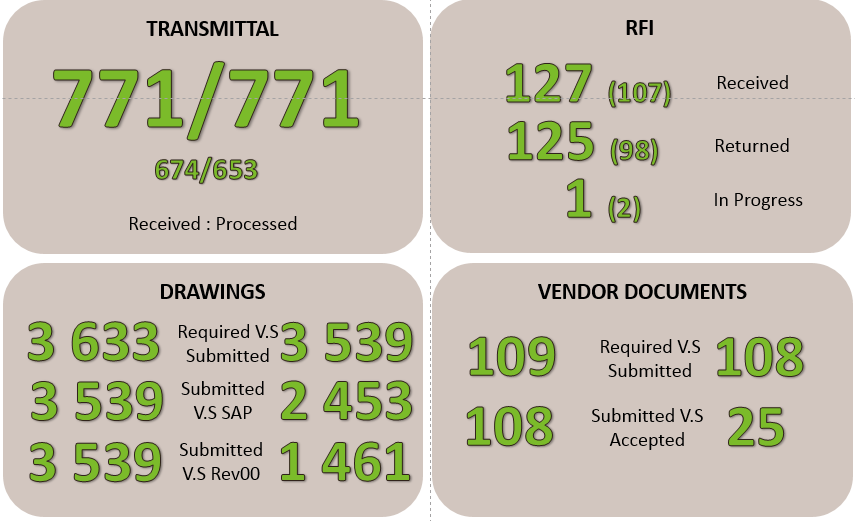 TRANSMITTAL
771/771
674/653
Received : Processed
RFI
127 (107) Received
125 (98) Returned
1 (2) In Progress
DRAWINGS
3 633 Required V.S Submitted 3 539
3 539 Submitted V.S SAP 2 453
3 539 Submitted V.S Rev00 1 461
VENDOR DOCUMENTS
109 Required V.S Submitted 108
108 Submitted V.S Accepted 25